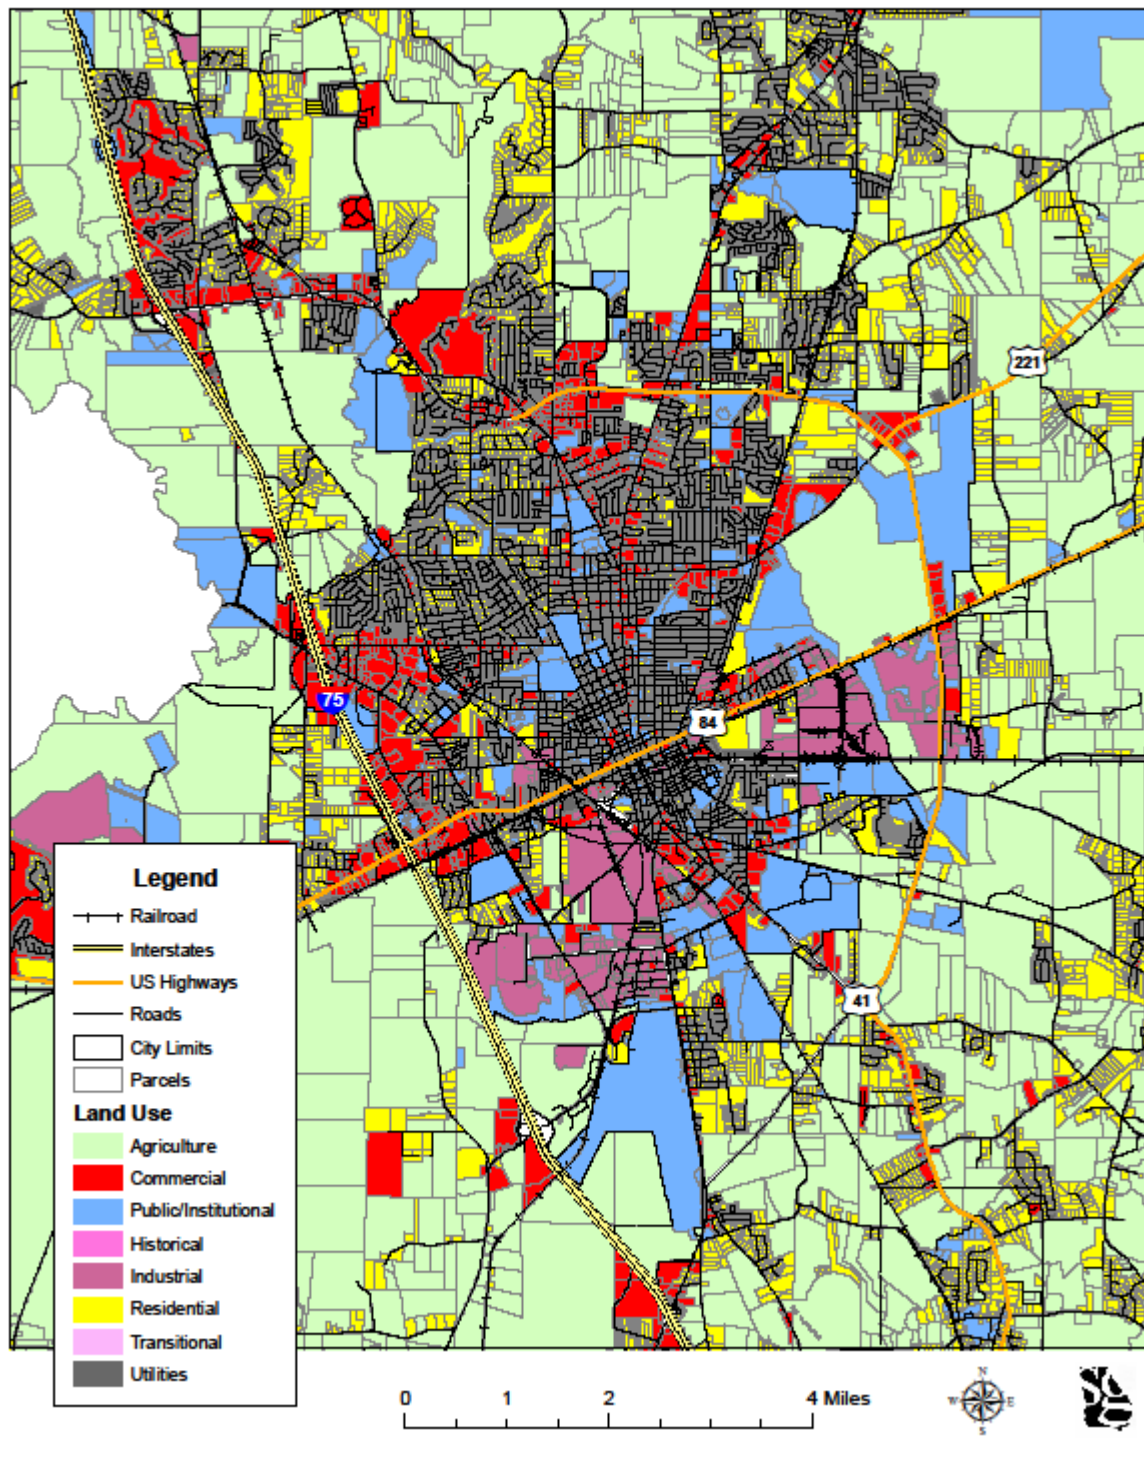 221
75
84
41
Legend
Railroad
Interstates
US Highways
Roads
City Limits
Parcels
Land Use
Agriculture
Commercial
Public/Institutional
Historical
Industrial
Residential
Transitional
Utilities
0 1 2 4 Miles
N
W E
S